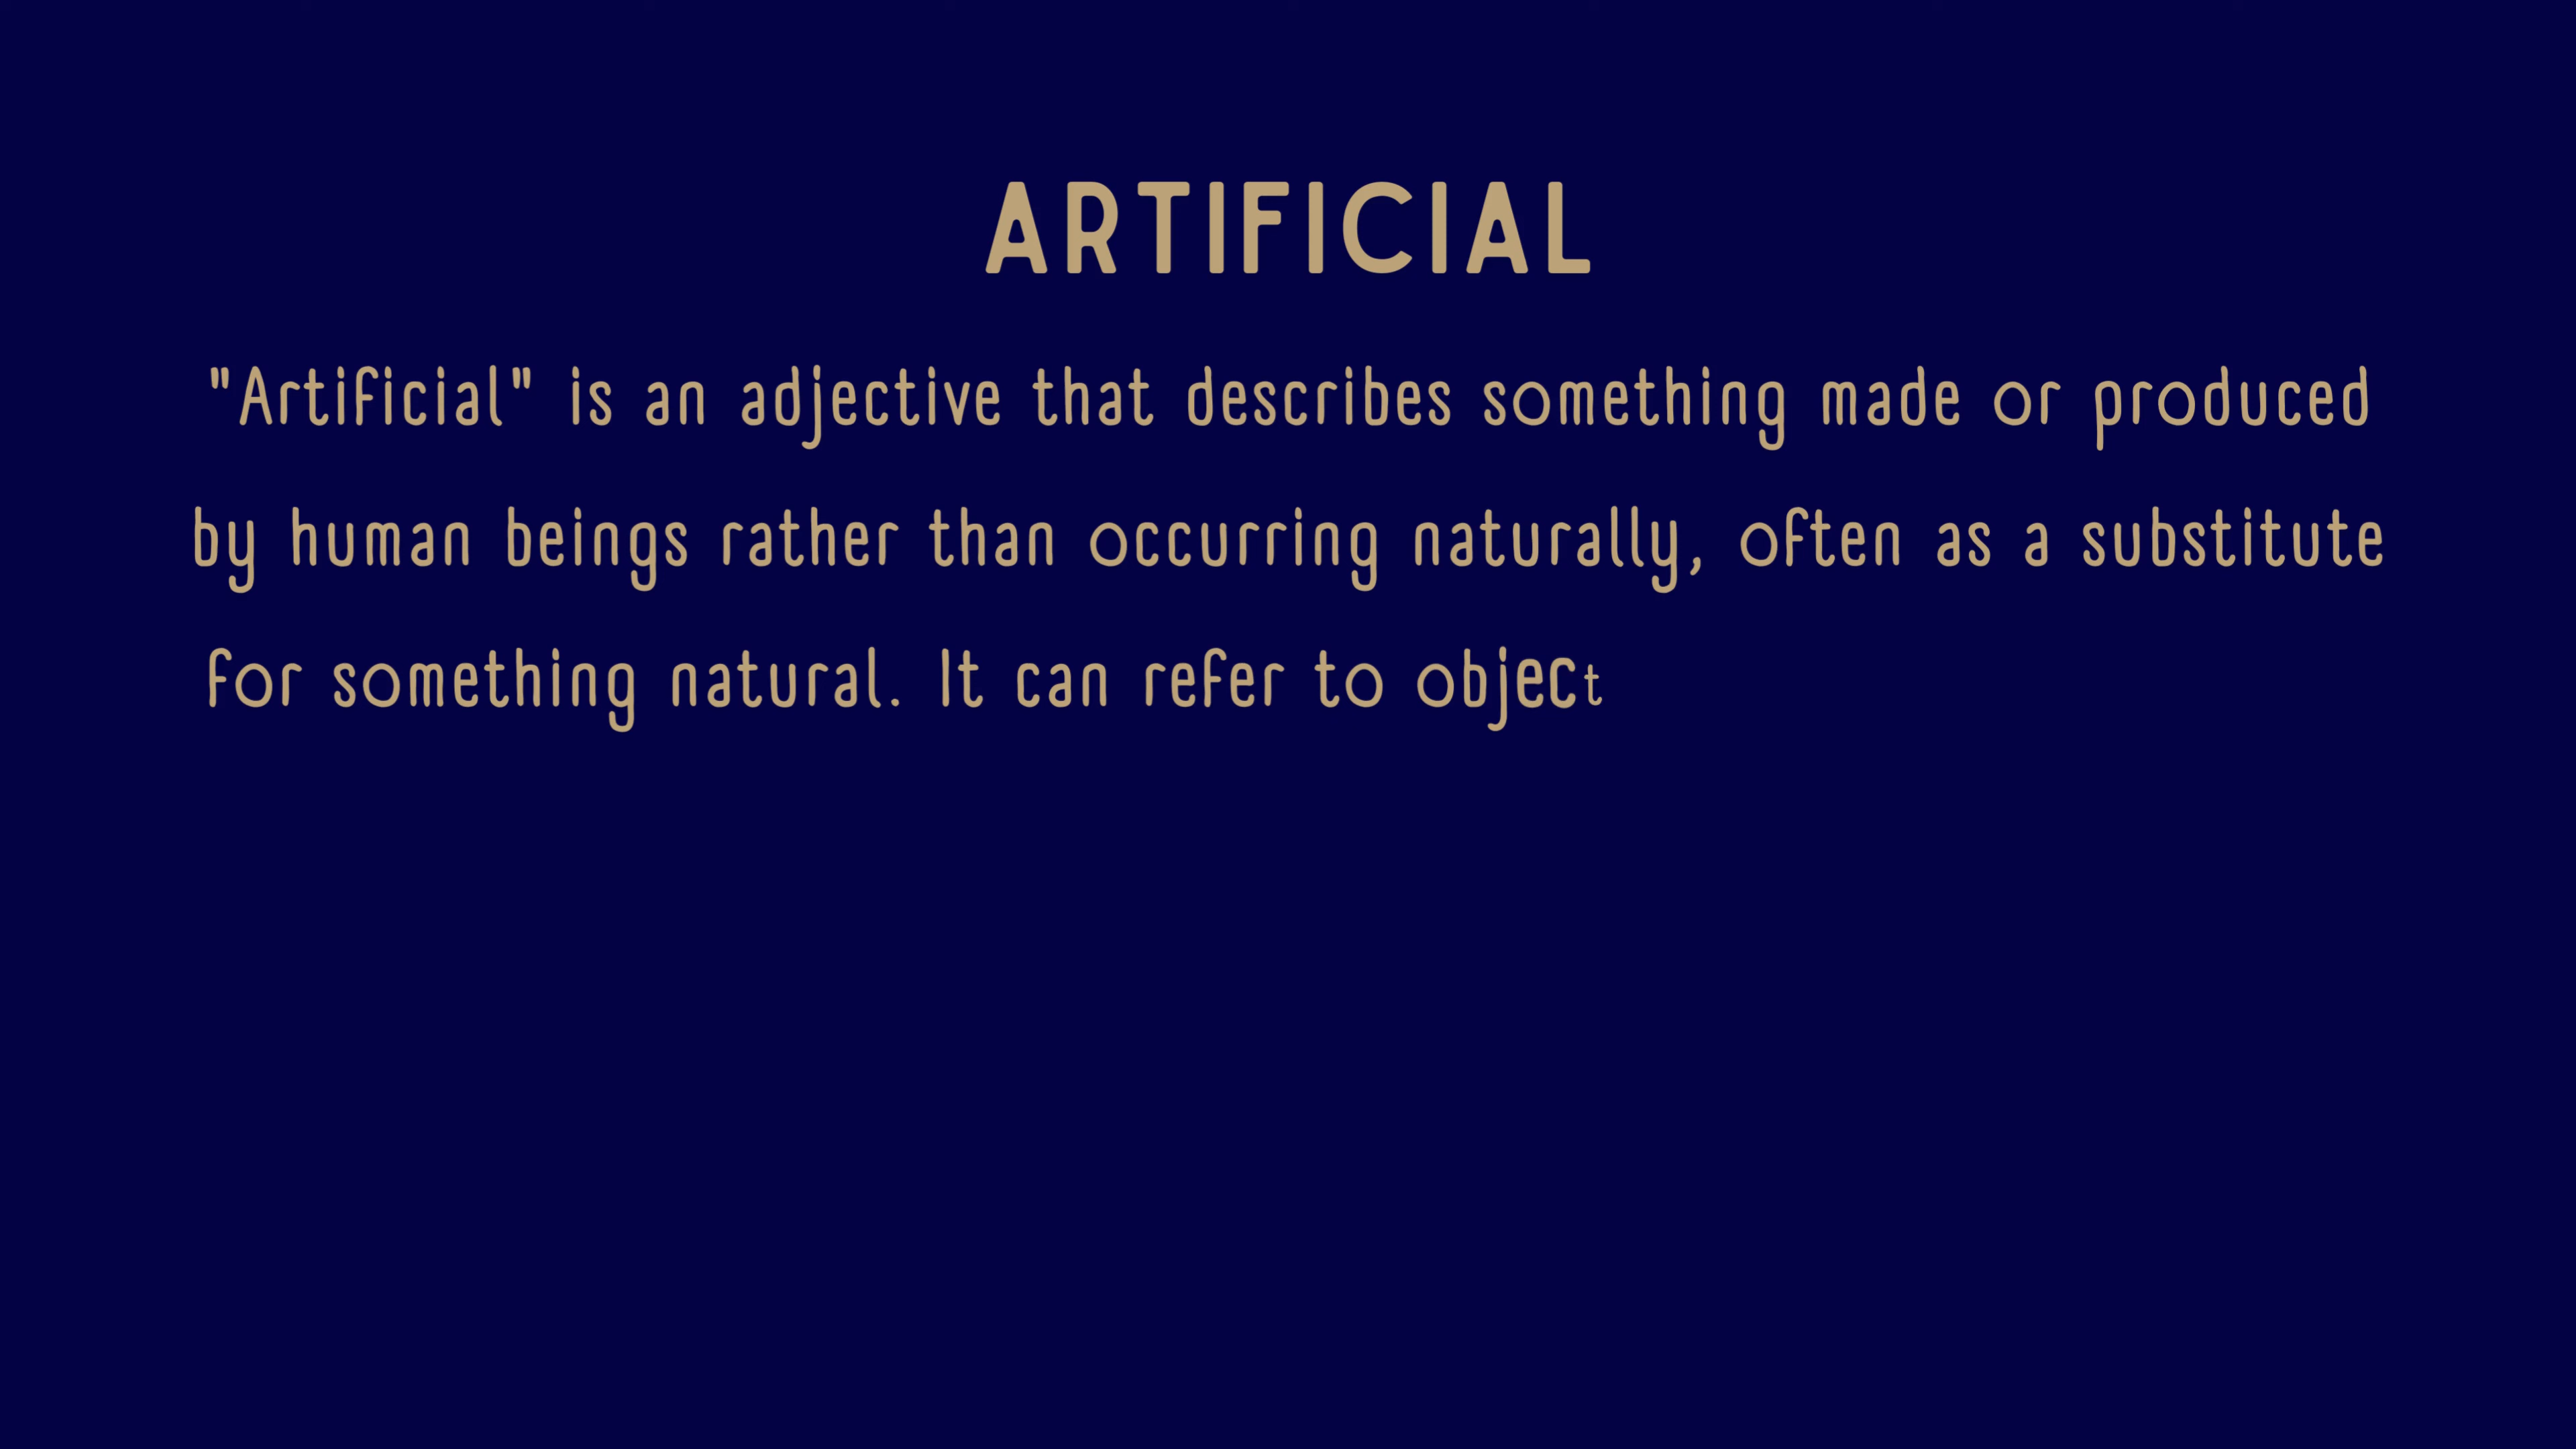 ARTIFICIAL
"Artificial" is an adjective that describes something made or produced
by human beings rather than occurring naturally, often as a substitute
for something natural. It can refer to object